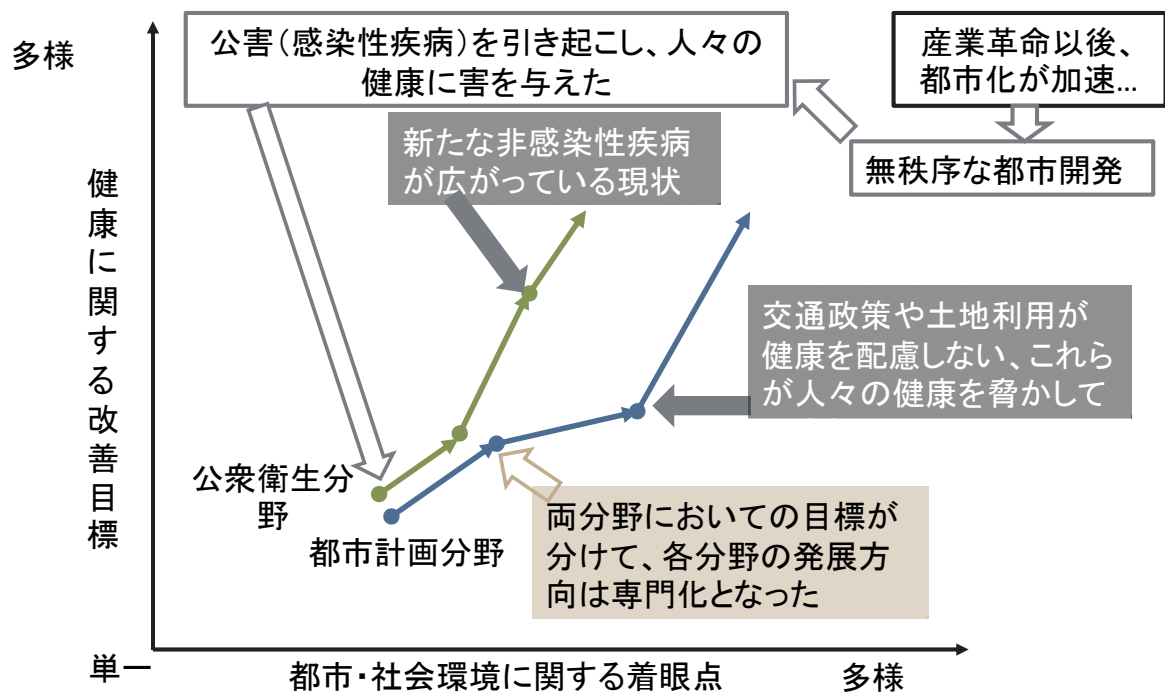 多様
公害（感染性疾病）を引き起こし、人々の
健康に害を与えた
産業革命以後、
都市化が加速…
無秩序な都市開発
新たな非感染性疾病
が広がっている現状
健康に関する改善目標
交通政策や土地利用が
健康を配慮しない、これら
が人々の健康を脅かして
公衆衛生分
野
都市計画分野
両分野においての目標が
分けて、各分野の発展方
向は専門化となった
単一
都市・社会環境に関する着眼点
多様